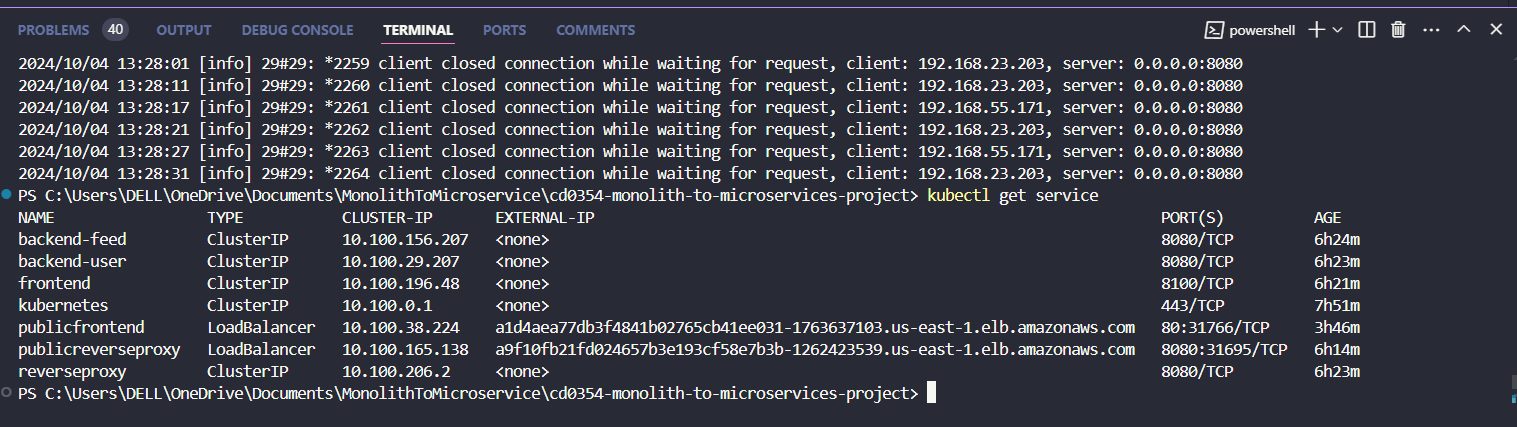 PROBLEMS 40 OUTPUT DEBUG CONSOLE TERMINAL PORTS COMMENTS powershell
2024/10/04 13:28:01 [info] 29#29: *2259 client closed connection while waiting for request, client: 192.168.23.203, server: 0.0.0.0:8080
2024/10/04 13:28:11 [info] 29#29: *2260 client closed connection while waiting for request, client: 192.168.23.203, server: 0.0.0.0:8080
2024/10/04 13:28:17 [info] 29#29: *2261 client closed connection while waiting for request, client: 192.168.55.171, server: 0.0.0.0:8080
2024/10/04 13:28:21 [info] 29#29: *2262 client closed connection while waiting for request, client: 192.168.23.203, server: 0.0.0.0:8080
2024/10/04 13:28:27 [info] 29#29: *2263 client closed connection while waiting for request, client: 192.168.55.171, server: 0.0.0.0:8080
2024/10/04 13:28:31 [info] 29#29: *2264 client closed connection while waiting for request, client: 192.168.23.203, server: 0.0.0.0:8080
PS C:\Users\DELL\OneDrive\Documents\MonolithToMicroservice\cd0354-monolith-to-microservices-project> kubectl get service
NAME TYPE CLUSTER-IP EXTERNAL-IP PORT(S) AGE
backend-feed ClusterIP 10.100.156.207 <none> 8080/TCP 6h24m
backend-user ClusterIP 10.100.29.207 <none> 8080/TCP 6h23m
frontend ClusterIP 10.100.196.48 <none> 8100/TCP 6h21m
kubernetes ClusterIP 10.100.0.1 <none> 443/TCP 7h51m
publicfrontend LoadBalancer 10.100.38.224 a1d4aea77db3f4841b02765cb41ee031-1763637103.us-east-1.elb.amazonaws.com 80:31766/TCP 3h46m
publicreverseproxy LoadBalancer 10.100.165.138 a9f10fb21fd024657b3e193cf58e7b3b-1262423539.us-east-1.elb.amazonaws.com 8080:31695/TCP 6h14m
reverseproxy ClusterIP 10.100.206.2 <none> 8080/TCP 6h23m
PS C:\Users\DELL\OneDrive\Documents\MonolithToMicroservice\cd0354-monolith-to-microservices-project>